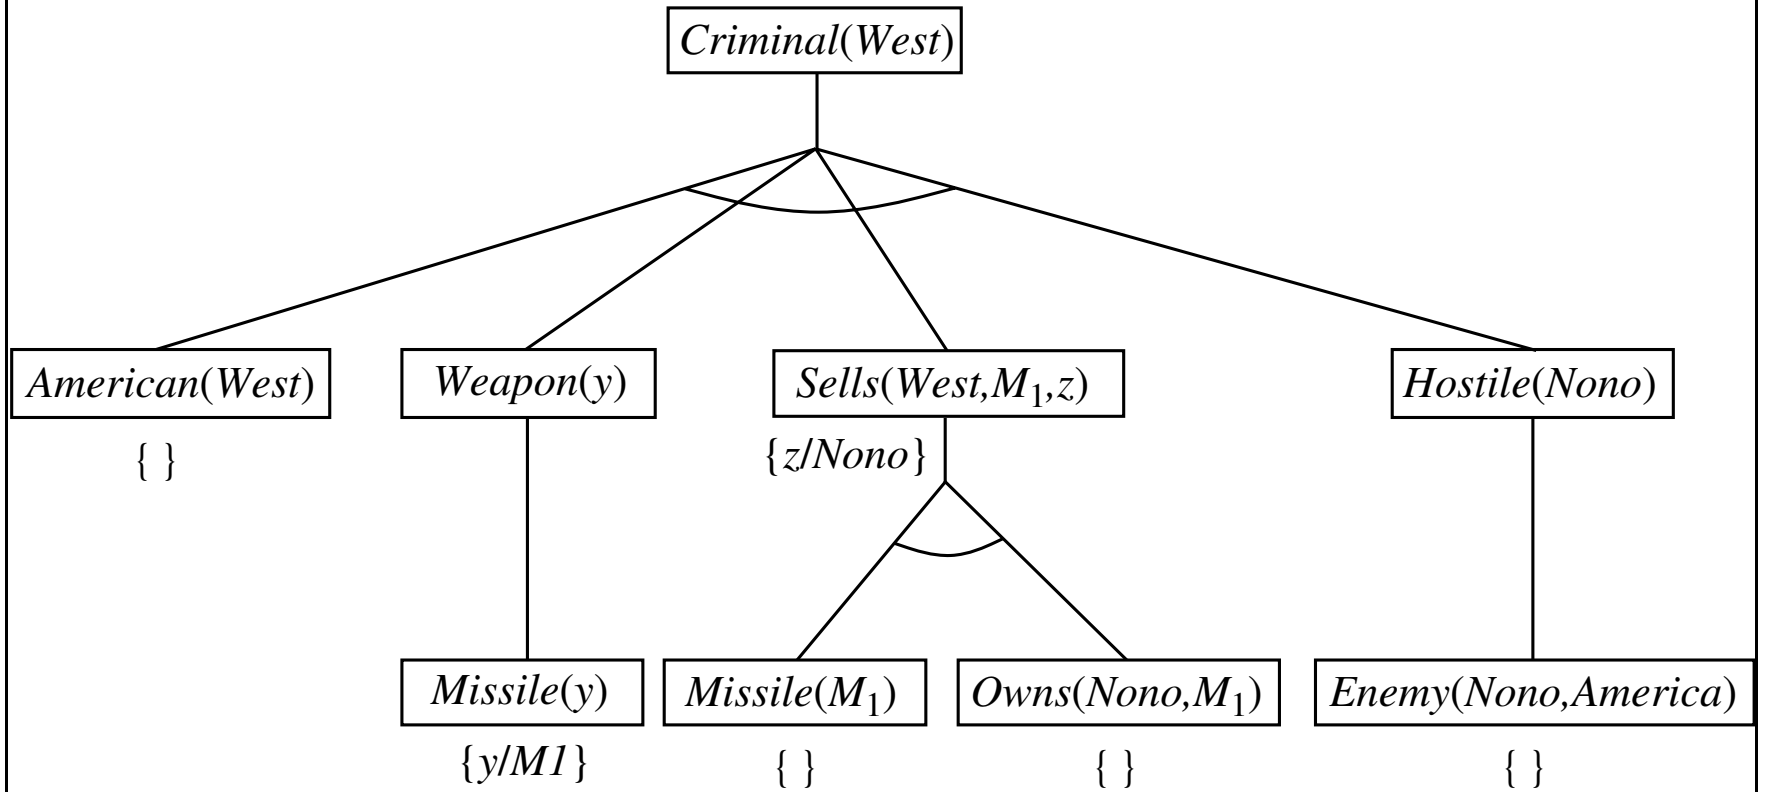 Criminal(West)
American(West)
Weapon(y)
Sells(West,M₁,z)
Hostile(Nono)
{ }
{z/Nono}
Missile(y)
Missile(M₁)
Owns(Nono,M₁)
Enemy(Nono,America)
{y/M1}
{ }
{ }
{ }